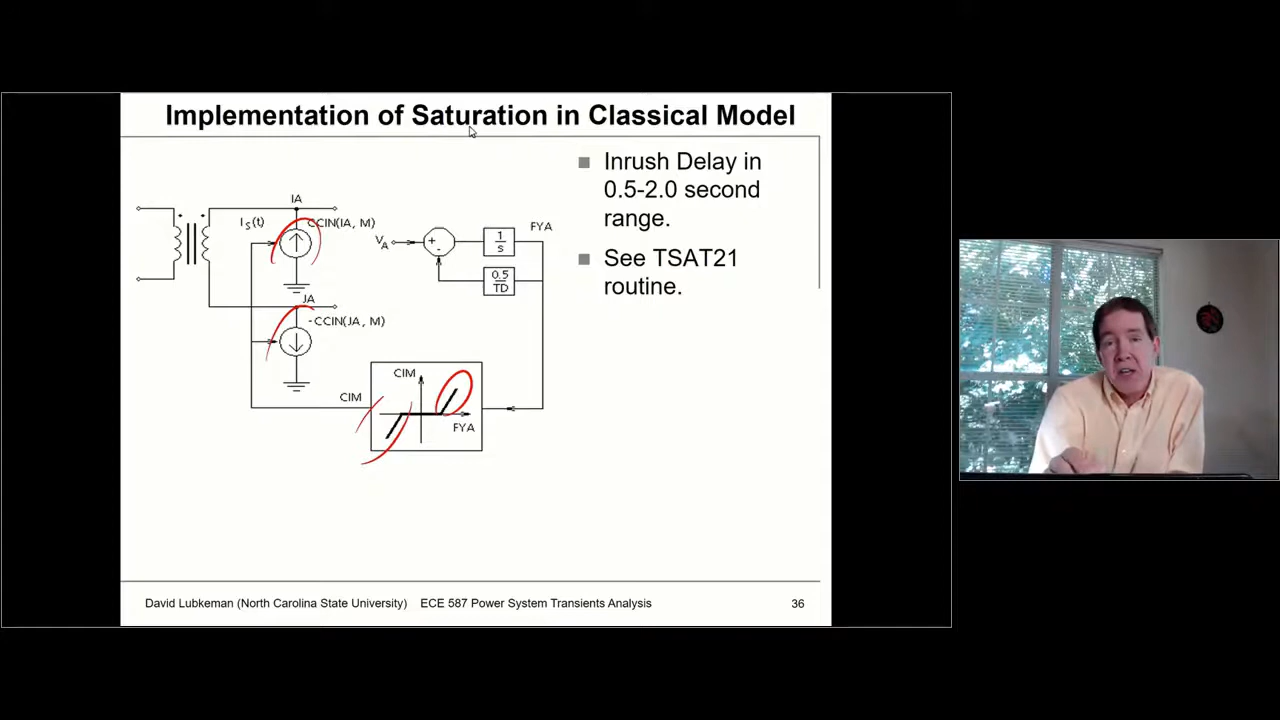 Implementation of Saturation in Classical Model
Inrush Delay in
0.5-2.0 second
range.
See TSAT21
routine.
IA
I S (t)
CCIN(IA, M)
JA
-CCIN(JA, M)
V A
+
-
1
s
0.5
TD
FYA
CIM
CIM
FYA
David Lubkeman (North Carolina State University) ECE 587 Power System Transients Analysis
36